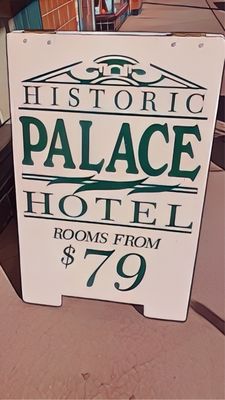 HISTORIC
PALACE
HOTEL
ROOMS FROM
$79